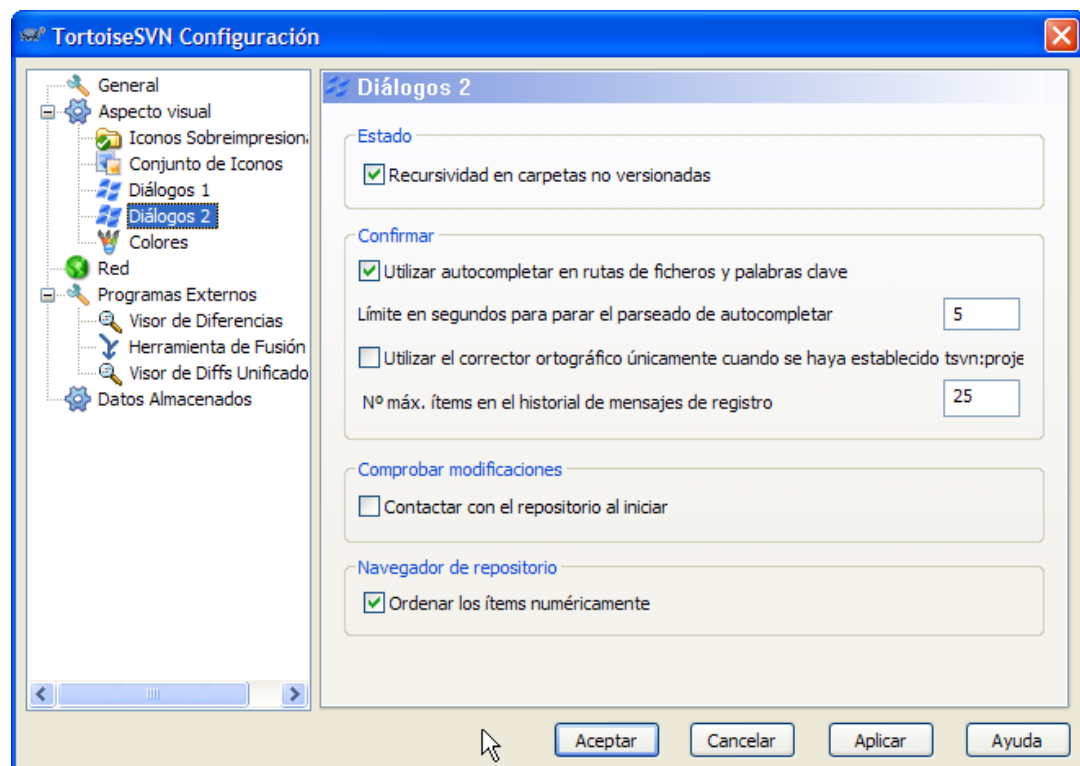 TortoiseSVN Configuración
General
Aspecto visual
Iconos Sobreimpresion
Conjunto de Iconos
Diálogos 1
Diálogos 2
Colores
Red
Programas Externos
Visor de Diferencias
Herramienta de Fusión
Visor de Diffs Unificado
Datos Almacenados
Diálogos 2
Estado
Recursividad en carpetas no versionadas
Confirmar
Utilizar autocompletar en rutas de ficheros y palabras clave
Límite en segundos para parar el parseado de autocompletar 5
Utilizar el corrector ortográfico únicamente cuando se haya establecido tsvn:proje
Nº máx. ítems en el historial de mensajes de registro 25
Comprobar modificaciones
Contactar con el repositorio al iniciar
Navegador de repositorio
Ordenar los ítems numéricamente
Aceptar Cancelar Aplicar Ayuda